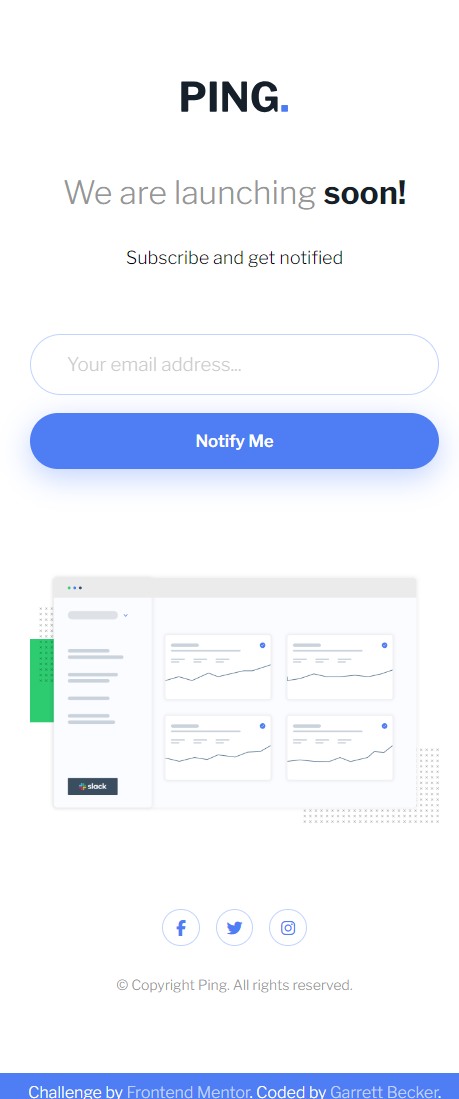 PING.
We are launching soon!
Subscribe and get notified
Your email address...
Notify Me
slack
© Copyright Ping. All rights reserved.
Challenge by Frontend Mentor. Coded by Garrett Becker.